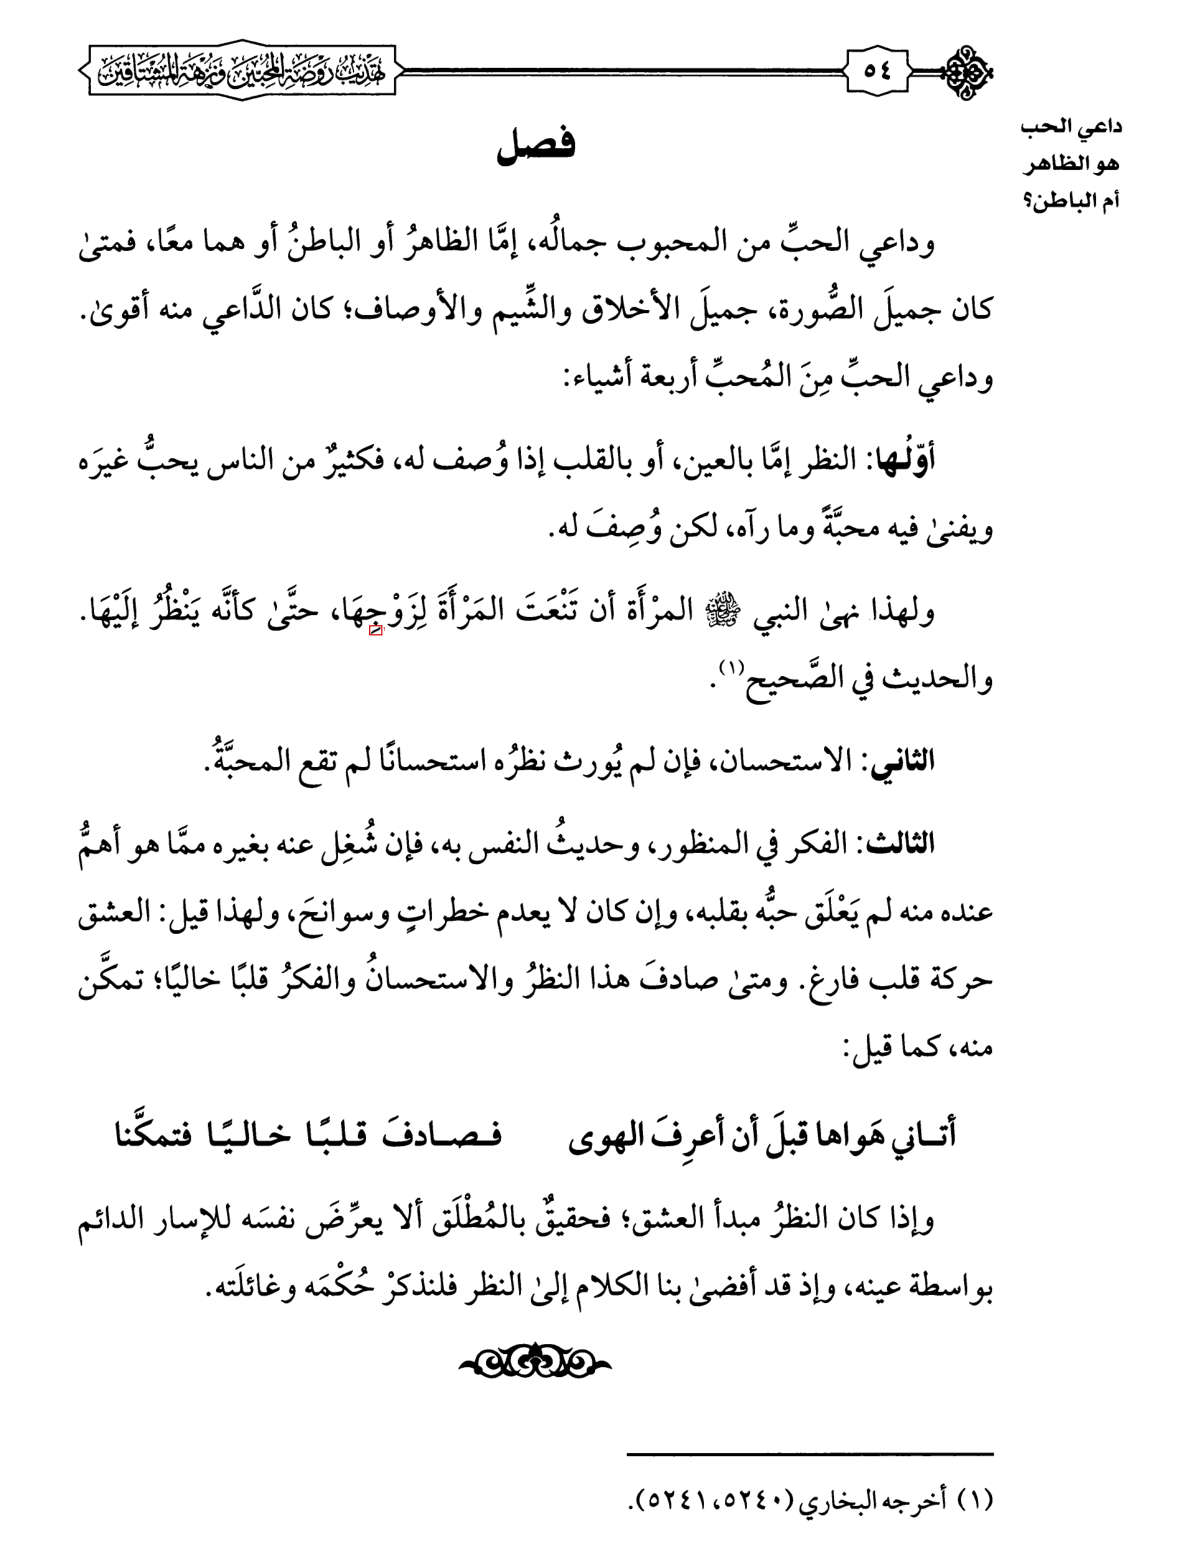 تهذيب روضة المحبين ونزهة المشتاقين
٥٤
داعي الحب
هو الظاهر
أم الباطن؟
فصل
وداعي الحبِّ من المحبوب جمالُه، إمَّا الظاهرُ أو الباطنُ أو هما معًا، فمتىٰ
كان جميلَ الصُّورة، جميلَ الأخلاق والشِّيم والأوصاف؛ كان الدَّاعي منه أقوىٰ.
وداعي الحبِّ مِنَ المُحبِّ أربعة أشياء:
أوّلُها: النظر إمَّا بالعين، أو بالقلب إذا وُصف له، فكثيرٌ من الناس يحبُّ غيرَه
ويفنىٰ فيه محبَّةً وما رآه، لكن وُصِفَ له.
ولهذا نهىٰ النبي ﷺ المرْأَة أن تَنْعَتَ المَرْأَةَ لِزَوْجِهَا، حتَّىٰ كأنَّه يَنْظُرُ إلَيْهَا.
والحديث في الصَّحيح(١).
الثاني: الاستحسان، فإن لم يُورث نظرُه استحسانًا لم تقع المحبَّةُ.
الثالث: الفكر في المنظور، وحديثُ النفس به، فإن شُغِل عنه بغيره ممَّا هو أهمُّ
عنده منه لم يَعْلَق حبُّه بقلبه، وإن كان لا يعدم خطراتٍ وسوانحَ، ولهذا قيل: العشق
حركة قلب فارغ. ومتىٰ صادفَ هذا النظرُ والاستحسانُ والفكرُ قلبًا خاليًا؛ تمكَّن
منه، كما قيل:
أتـاني هَواها قبلَ أن أعرِفَ الهوى فـصـادفَ قـلبًـا خـاليًـا فتمكَّنا
وإذا كان النظرُ مبدأ العشق؛ فحقيقٌ بالمُطْلَق ألا يعرِّضَ نفسَه للإسار الدائم
بواسطة عينه، وإذ قد أفضىٰ بنا الكلام إلىٰ النظر فلنذكرْ حُكْمَه وغائلَته.
(١) أخرجه البخاري (٥٢٤٠، ٥٢٤١).